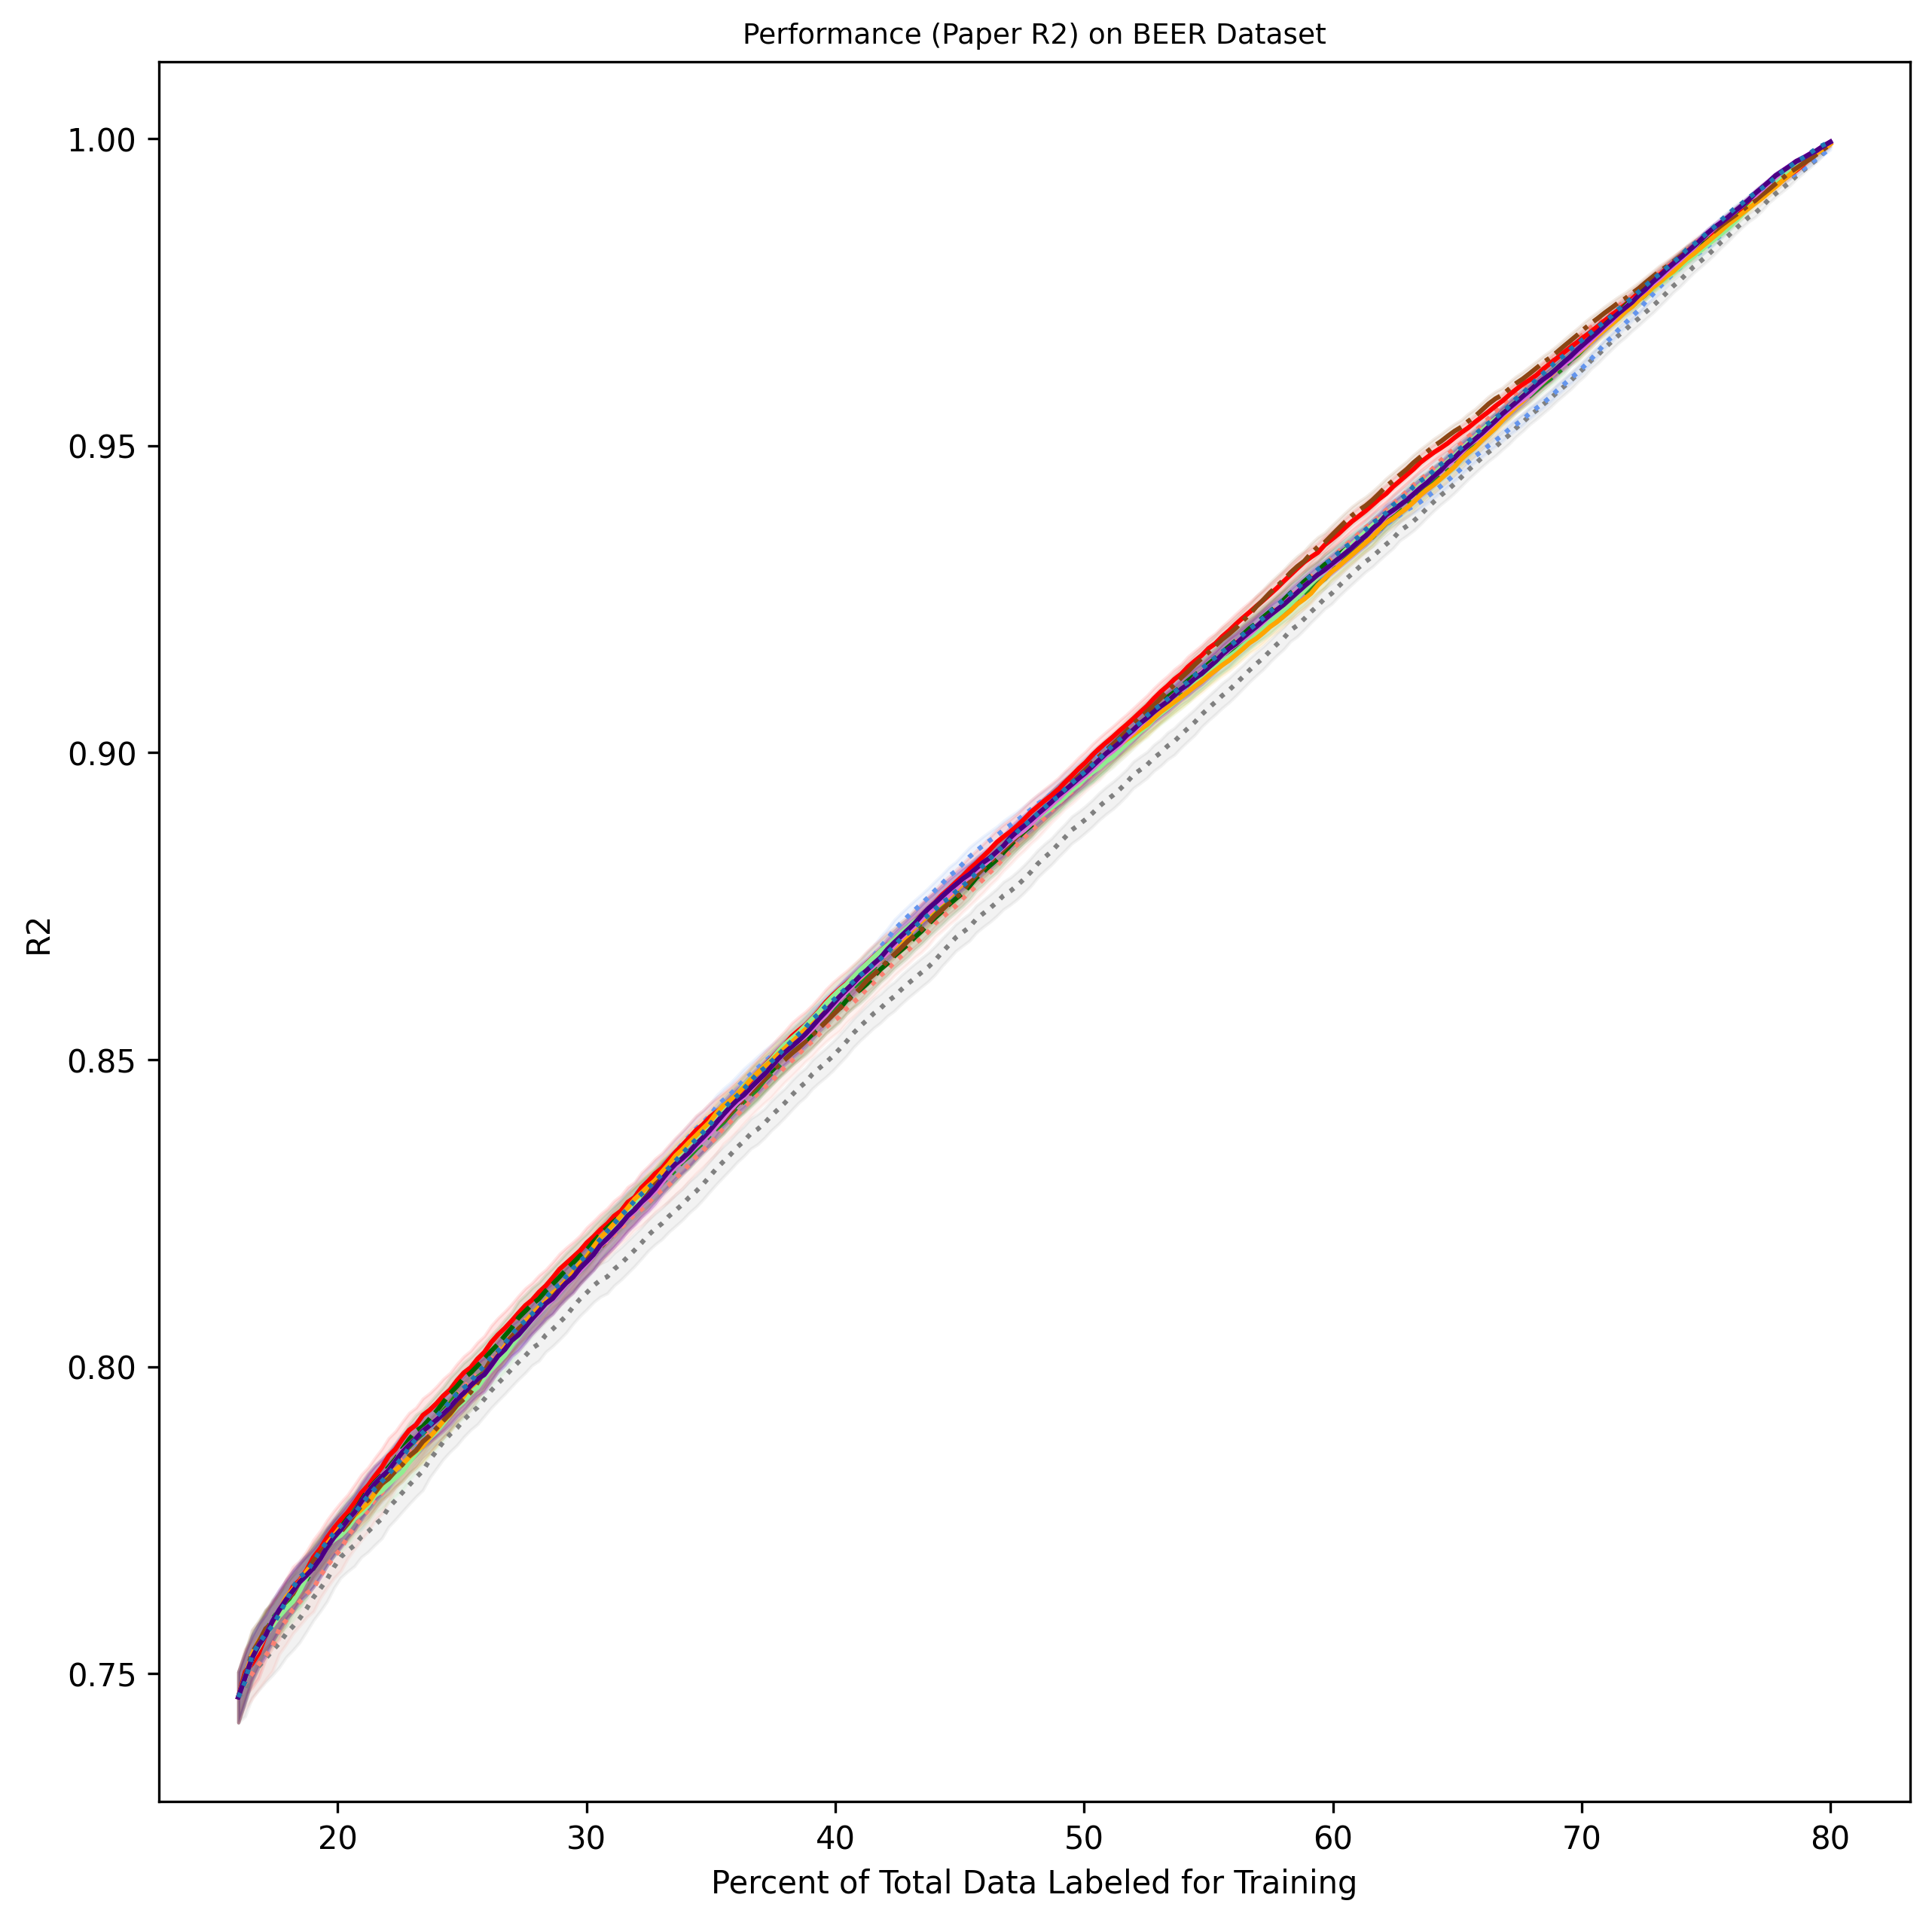 Performance (Paper R2) on BEER Dataset
1.00
0.95
0.90
0.85
0.80
0.75
R2
20 30 40 50 60 70 80
Percent of Total Data Labeled for Training